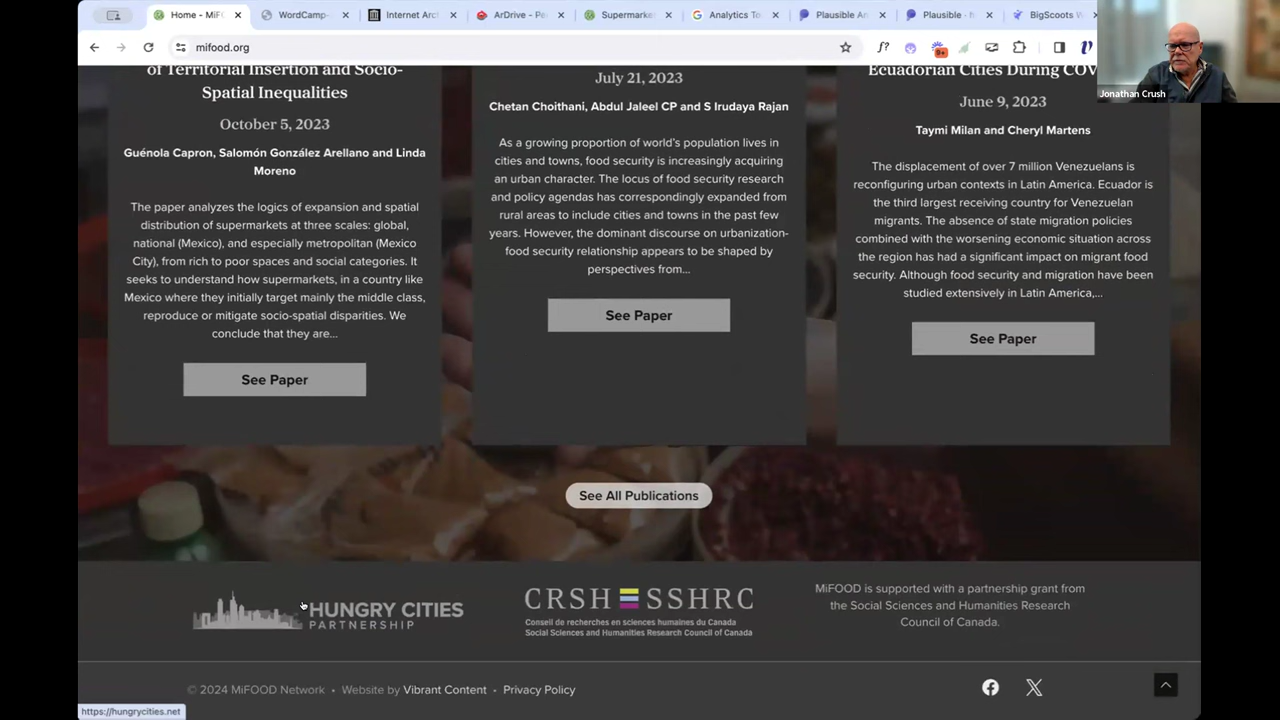 Home - MiF
WordCamp-
Internet Arc
ArDrive - Pe
Supermarke
Analytics To
Plausible An
Plausible - 
BigScoots W
mifood.org
9+
Jonathan Crush
of Territorial Insertion and Socio-
Spatial Inequalities
October 5, 2023
Guénola Capron, Salomón González Arellano and Linda
Moreno
The paper analyzes the logics of expansion and spatial
distribution of supermarkets at three scales: global,
national (Mexico), and especially metropolitan (Mexico
City), from rich to poor spaces and social categories. It
seeks to understand how supermarkets, in a country like
Mexico where they initially target mainly the middle class,
reproduce or mitigate socio-spatial disparities. We
conclude that they are...
See Paper
July 21, 2023
Chetan Choithani, Abdul Jaleel CP and S Irudaya Rajan
As a growing proportion of world's population lives in
cities and towns, food security is increasingly acquiring
an urban character. The locus of food security research
and policy agendas has correspondingly expanded from
rural areas to include cities and towns in the past few
years. However, the dominant discourse on urbanization-
food security relationship appears to be shaped by
perspectives from...
See Paper
Ecuadorian Cities During COV
June 9, 2023
Taymi Milan and Cheryl Martens
The displacement of over 7 million Venezuelans is
reconfiguring urban contexts in Latin America. Ecuador is
the third largest receiving country for Venezuelan
migrants. The absence of state migration policies
combined with the worsening economic situation across
the region has had a significant impact on migrant food
security. Although food security and migration have been
studied extensively in Latin America,...
See Paper
See All Publications
HUNGRY CITIES
PARTNERSHIP
CRSH SSHRC
Conseil de recherches en sciences humaines du Canada
Social Sciences and Humanities Research Council of Canada
MiFOOD is supported with a partnership grant from
the Social Sciences and Humanities Research
Council of Canada.
© 2024 MiFOOD Network • Website by Vibrant Content • Privacy Policy
https://hungrycities.net